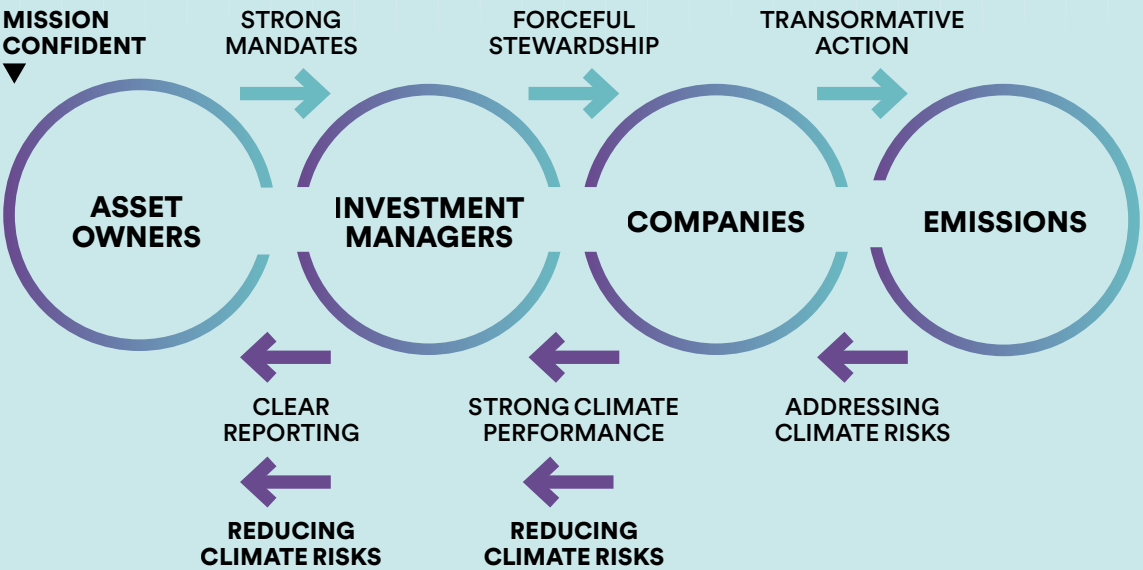 MISSION
CONFIDENT
STRONG
MANDATES
FORCEFUL
STEWARDSHIP
TRANSORMATIVE
ACTION
ASSET
OWNERS
INVESTMENT
MANAGERS
COMPANIES
EMISSIONS
CLEAR
REPORTING
STRONG CLIMATE
PERFORMANCE
ADDRESSING
CLIMATE RISKS
REDUCING
CLIMATE RISKS
REDUCING
CLIMATE RISKS